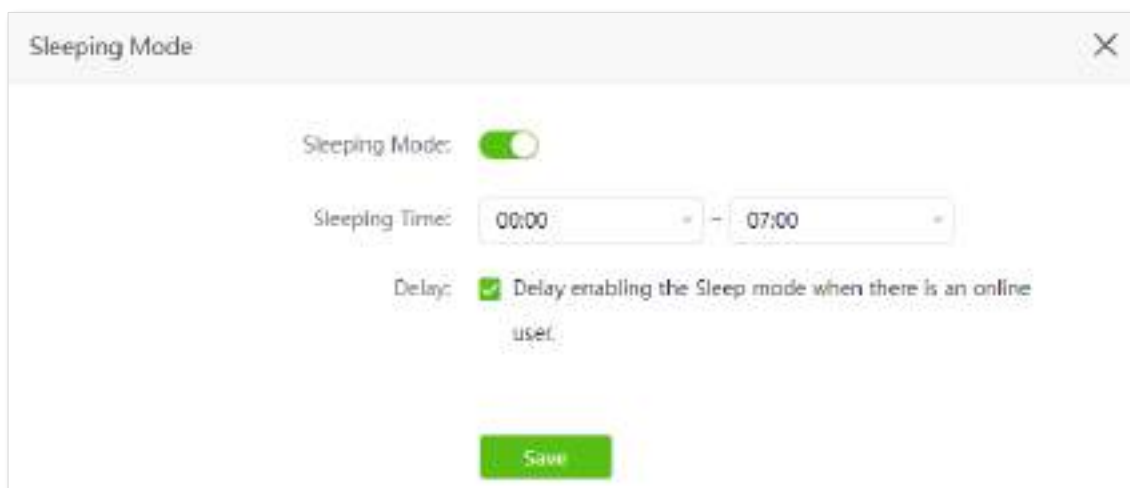 Sleeping Mode
Sleeping Mode:
Sleeping Time: 00:00 – 07:00
Delay: Delay enabling the Sleep mode when there is an online
user.
Save